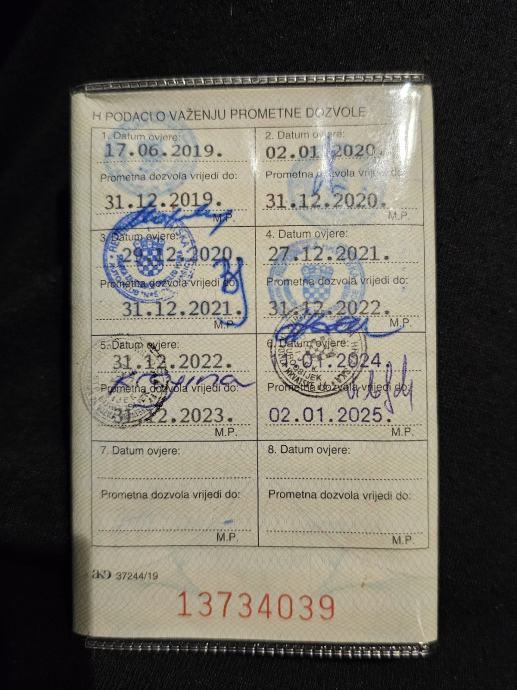 H PODACI O VAŽENJU PROMETNE DOZVOLE
1. Datum ovjere:
17.06.2019.
Prometna dozvola vrijedi do:
31.12.2019.
M.P.
2. Datum ovjere:
02.01.2020.
Prometna dozvola vrijedi do:
31.12.2020.
M.P.
3. Datum ovjere:
29.12.2020.
Prometna dozvola vrijedi do:
31.12.2021.
4. Datum ovjere:
27.12.2021.
Prometna dozvola vrijedi do:
31.12.2022.
5. Datum ovjere:
31.12.2022.
Prometna dozvola vrijedi do:
31.12.2023.
M.P.
6. Datum ovjere:
.01.2024.
Prometna dozvola vrijedi do:
02.01.2025.
M.P.
7. Datum ovjere:
Prometna dozvola vrijedi do:
M.P.
8. Datum ovjere:
Prometna dozvola vrijedi do:
M.P.
37244/19
13734039